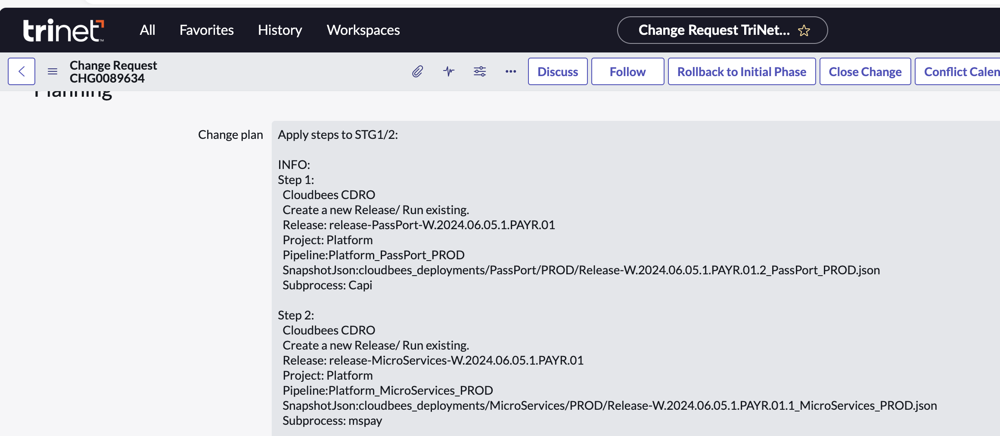 trinet™
All Favorites History Workspaces
Change Request TriNet...
Change Request
CHG0089634
Discuss Follow Rollback to Initial Phase Close Change Conflict Calen
Planning
Change plan
Apply steps to STG1/2:
INFO:
Step 1:
Cloudbees CDRO
Create a new Release/ Run existing.
Release: release-PassPort-W.2024.06.05.1.PAYR.01
Project: Platform
Pipeline:Platform_PassPort_PROD
SnapshotJson:cloudbees_deployments/PassPort/PROD/Release-W.2024.06.05.1.PAYR.01.2_PassPort_PROD.json
Subprocess: Capi
Step 2:
Cloudbees CDRO
Create a new Release/ Run existing.
Release: release-MicroServices-W.2024.06.05.1.PAYR.01
Project: Platform
Pipeline:Platform_MicroServices_PROD
SnapshotJson:cloudbees_deployments/MicroServices/PROD/Release-W.2024.06.05.1.PAYR.01.1_MicroServices_PROD.json
Subprocess: mspay